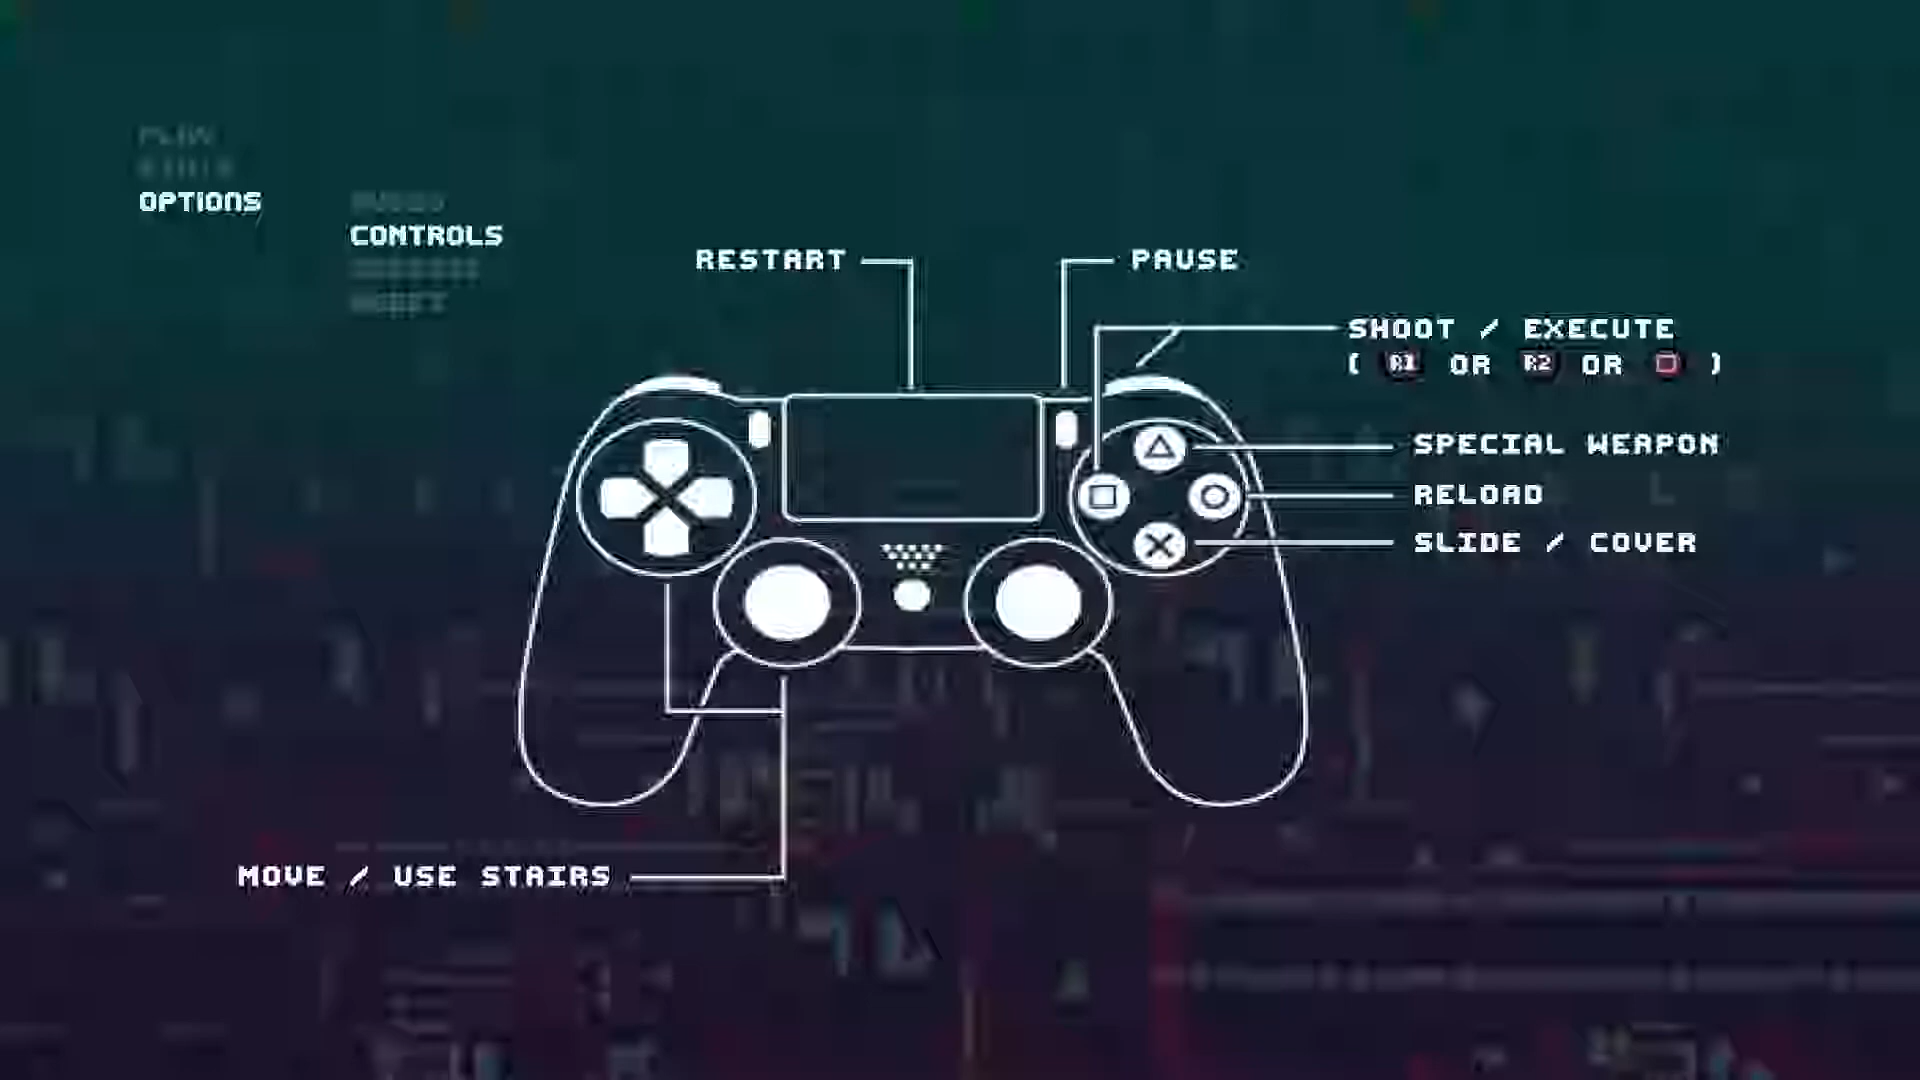 OPTIONS
CONTROLS
RESTART
PAUSE
SHOOT / EXECUTE
( R1 OR R2 OR □ )
SPECIAL WEAPON
RELOAD
SLIDE / COVER
MOVE / USE STAIRS